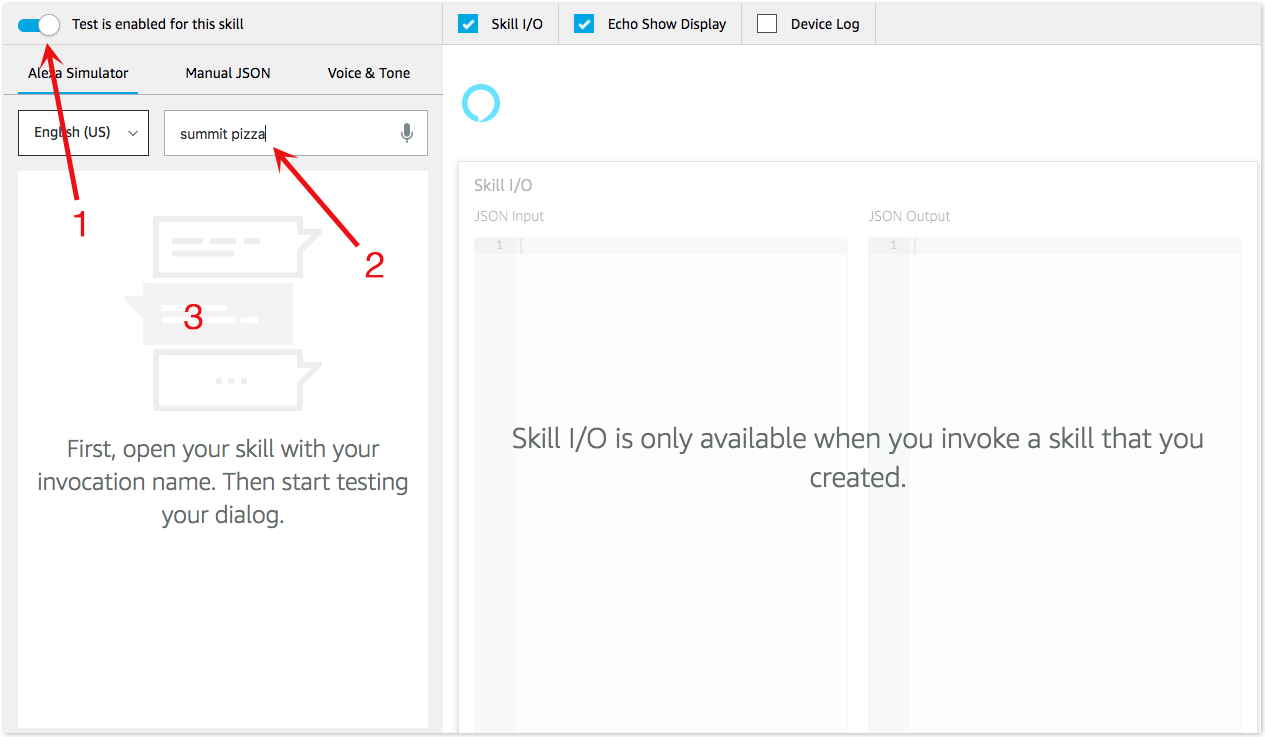 Test is enabled for this skill
Skill I/O
Echo Show Display
Device Log
Alexa Simulator
Manual JSON
Voice & Tone
English (US)
summit pizza
1
2
3
First, open your skill with your
invocation name. Then start testing
your dialog.
Skill I/O
JSON Input
JSON Output
1
1
Skill I/O is only available when you invoke a skill that you
created.